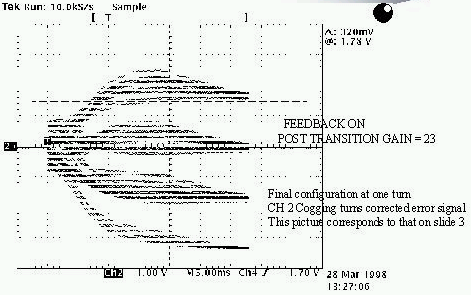 Tek Run: 10.0kS/s Sample
[ T ]
Δ: 320mV
@: 1.78 V
FEEDBACK ON
POST TRANSITION GAIN = 23
2
Final configuration at one turn
CH 2 Cogging turns corrected error signal
This picture corresponds to that on slide 3
Ch2 1.00 V M5.00ms Ch4 1.70 V
28 Mar 1998
13:27:06